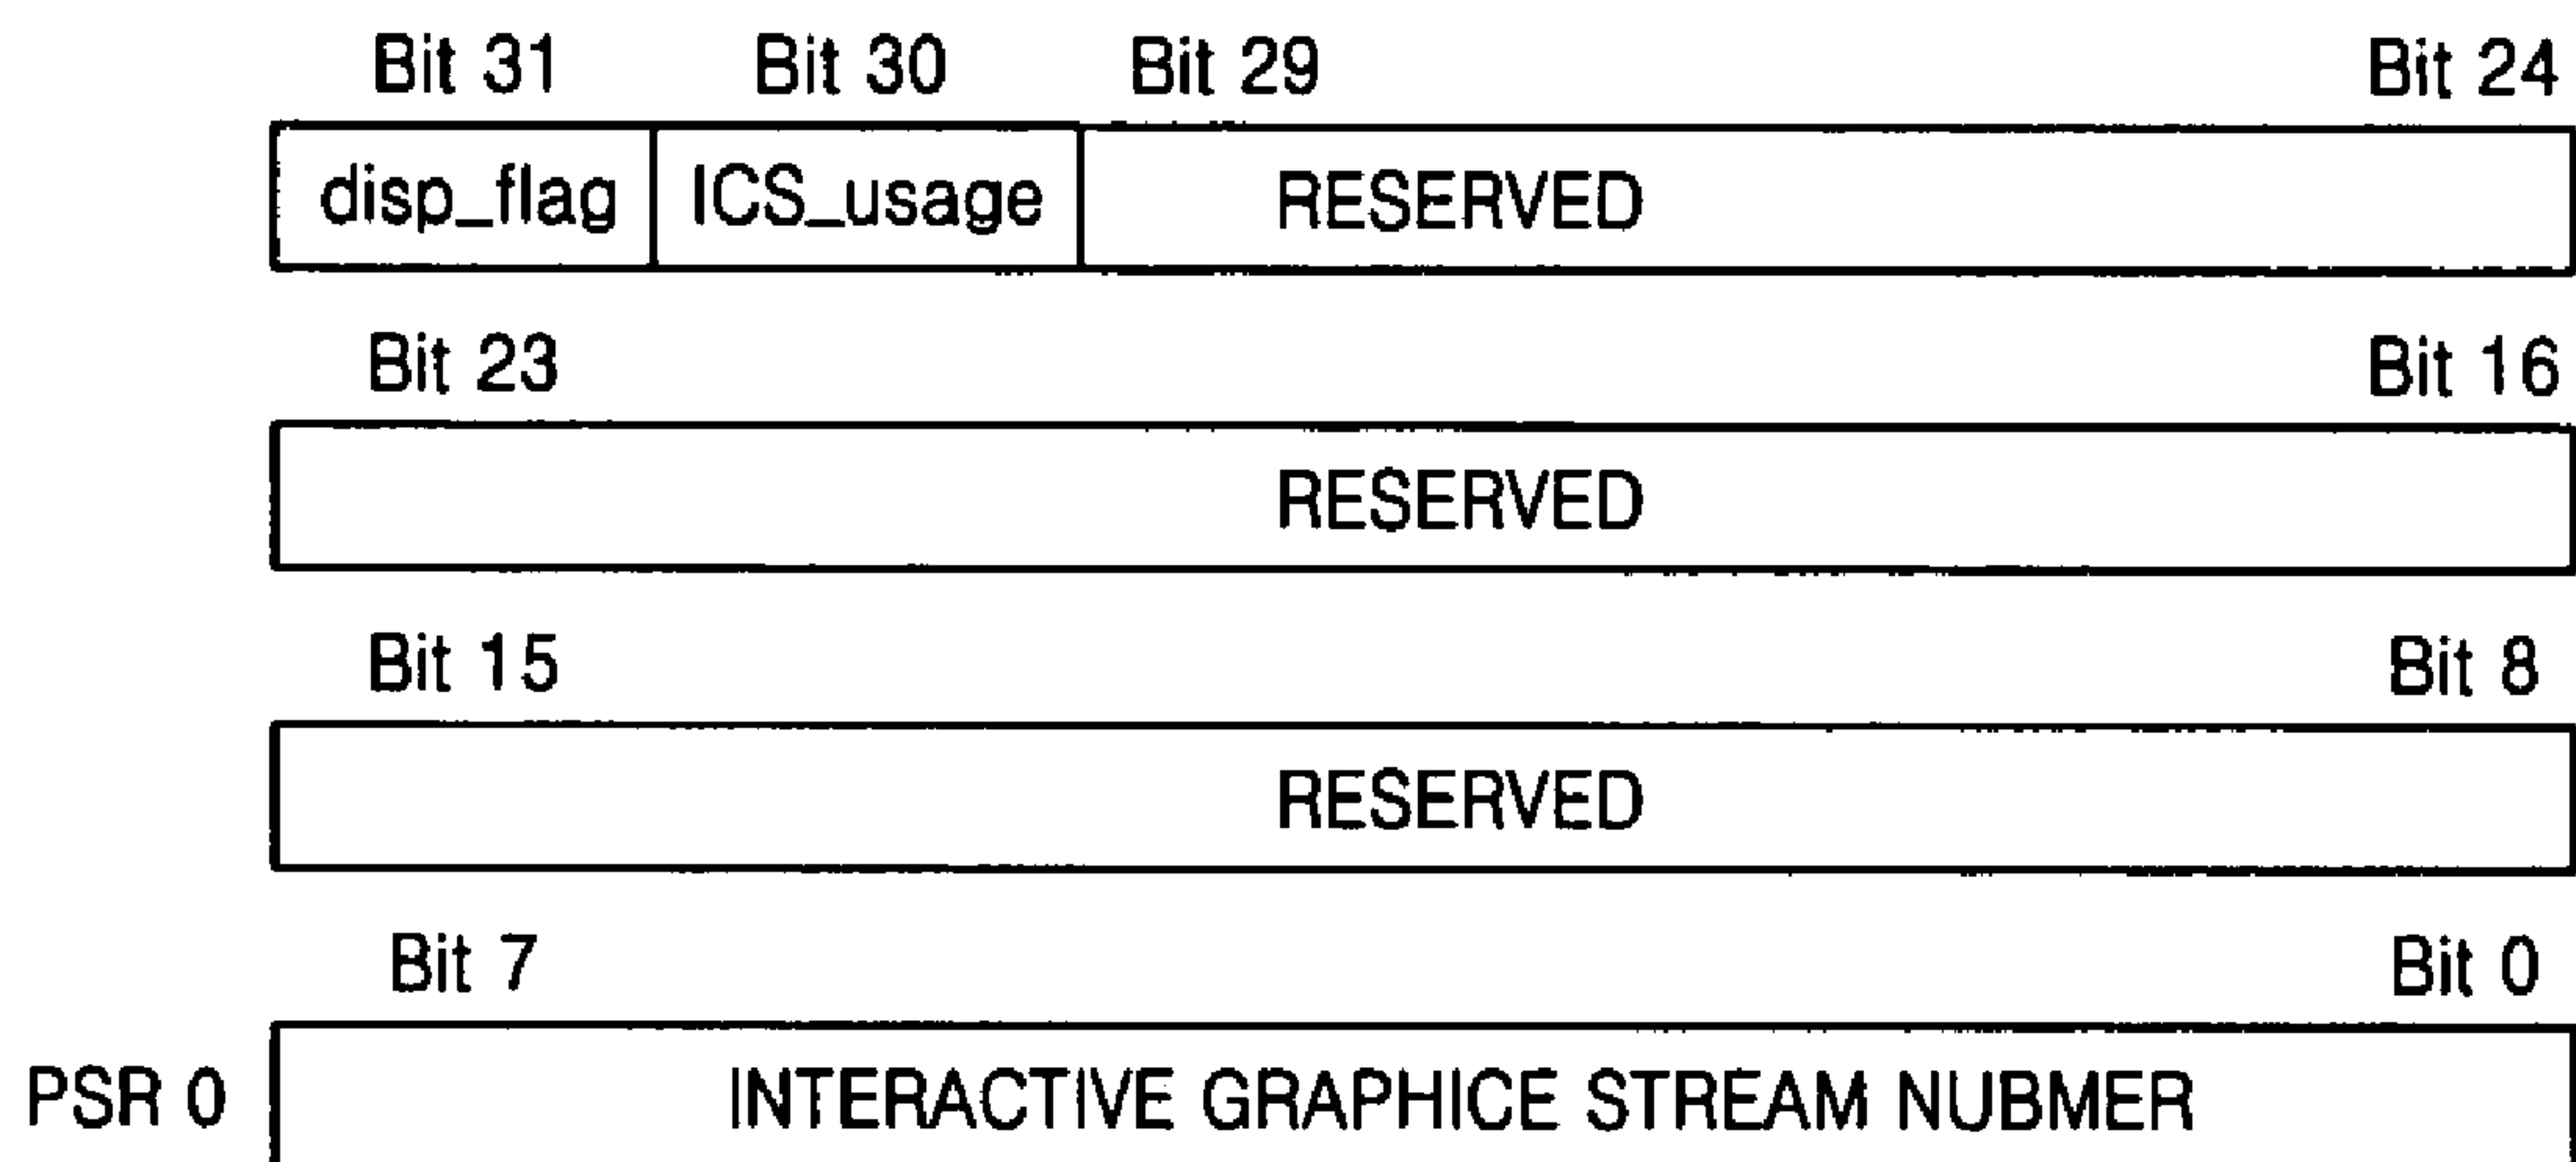 Bit 31 Bit 30 Bit 29 Bit 24
disp_flag ICS_usage RESERVED
Bit 23 Bit 16
RESERVED
Bit 15 Bit 8
RESERVED
Bit 7 Bit 0
PSR 0 INTERACTIVE GRAPHICE STREAM NUBMER